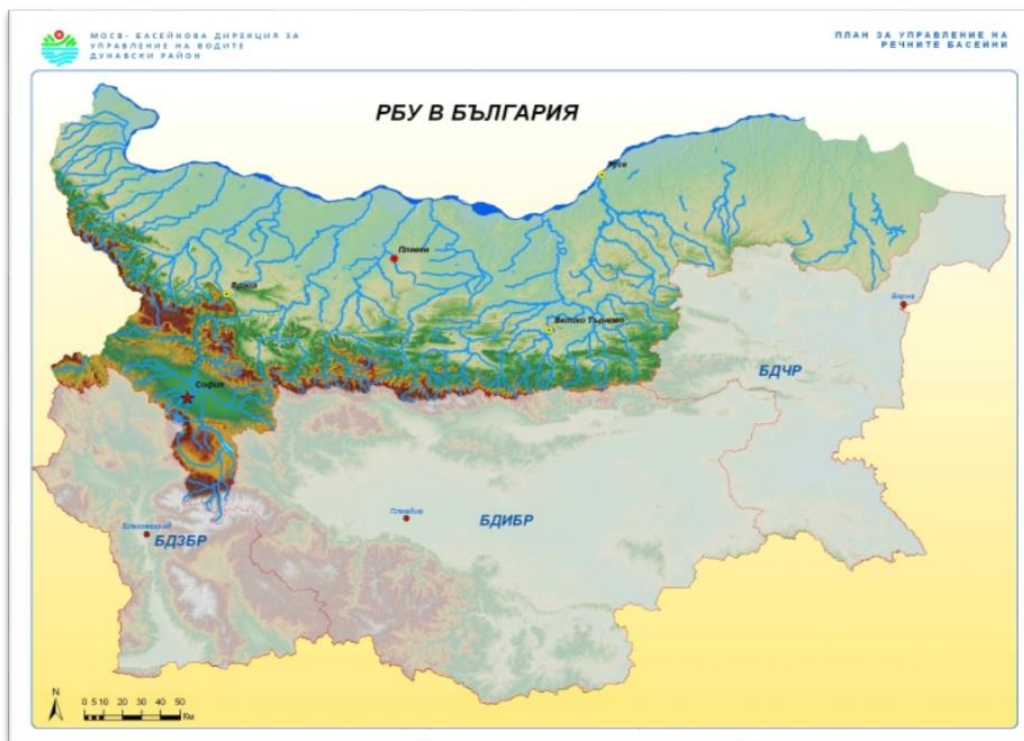 МОСВ- БАСЕЙНОВА ДИРЕКЦИЯ ЗА
УПРАВЛЕНИЕ НА ВОДИТЕ
ДУНАВСКИ РАЙОН
ПЛАН ЗА УПРАВЛЕНИЕ НА
РЕЧНИТЕ БАСЕЙНИ
РБУ В БЪЛГАРИЯ
Русе
Плевен
Враца
Варна
Велико Търново
БДЧР
София
Пловдив
БДИБР
Благоевград
БДЗБР
N
0 5 10 20 30 40 50
Км